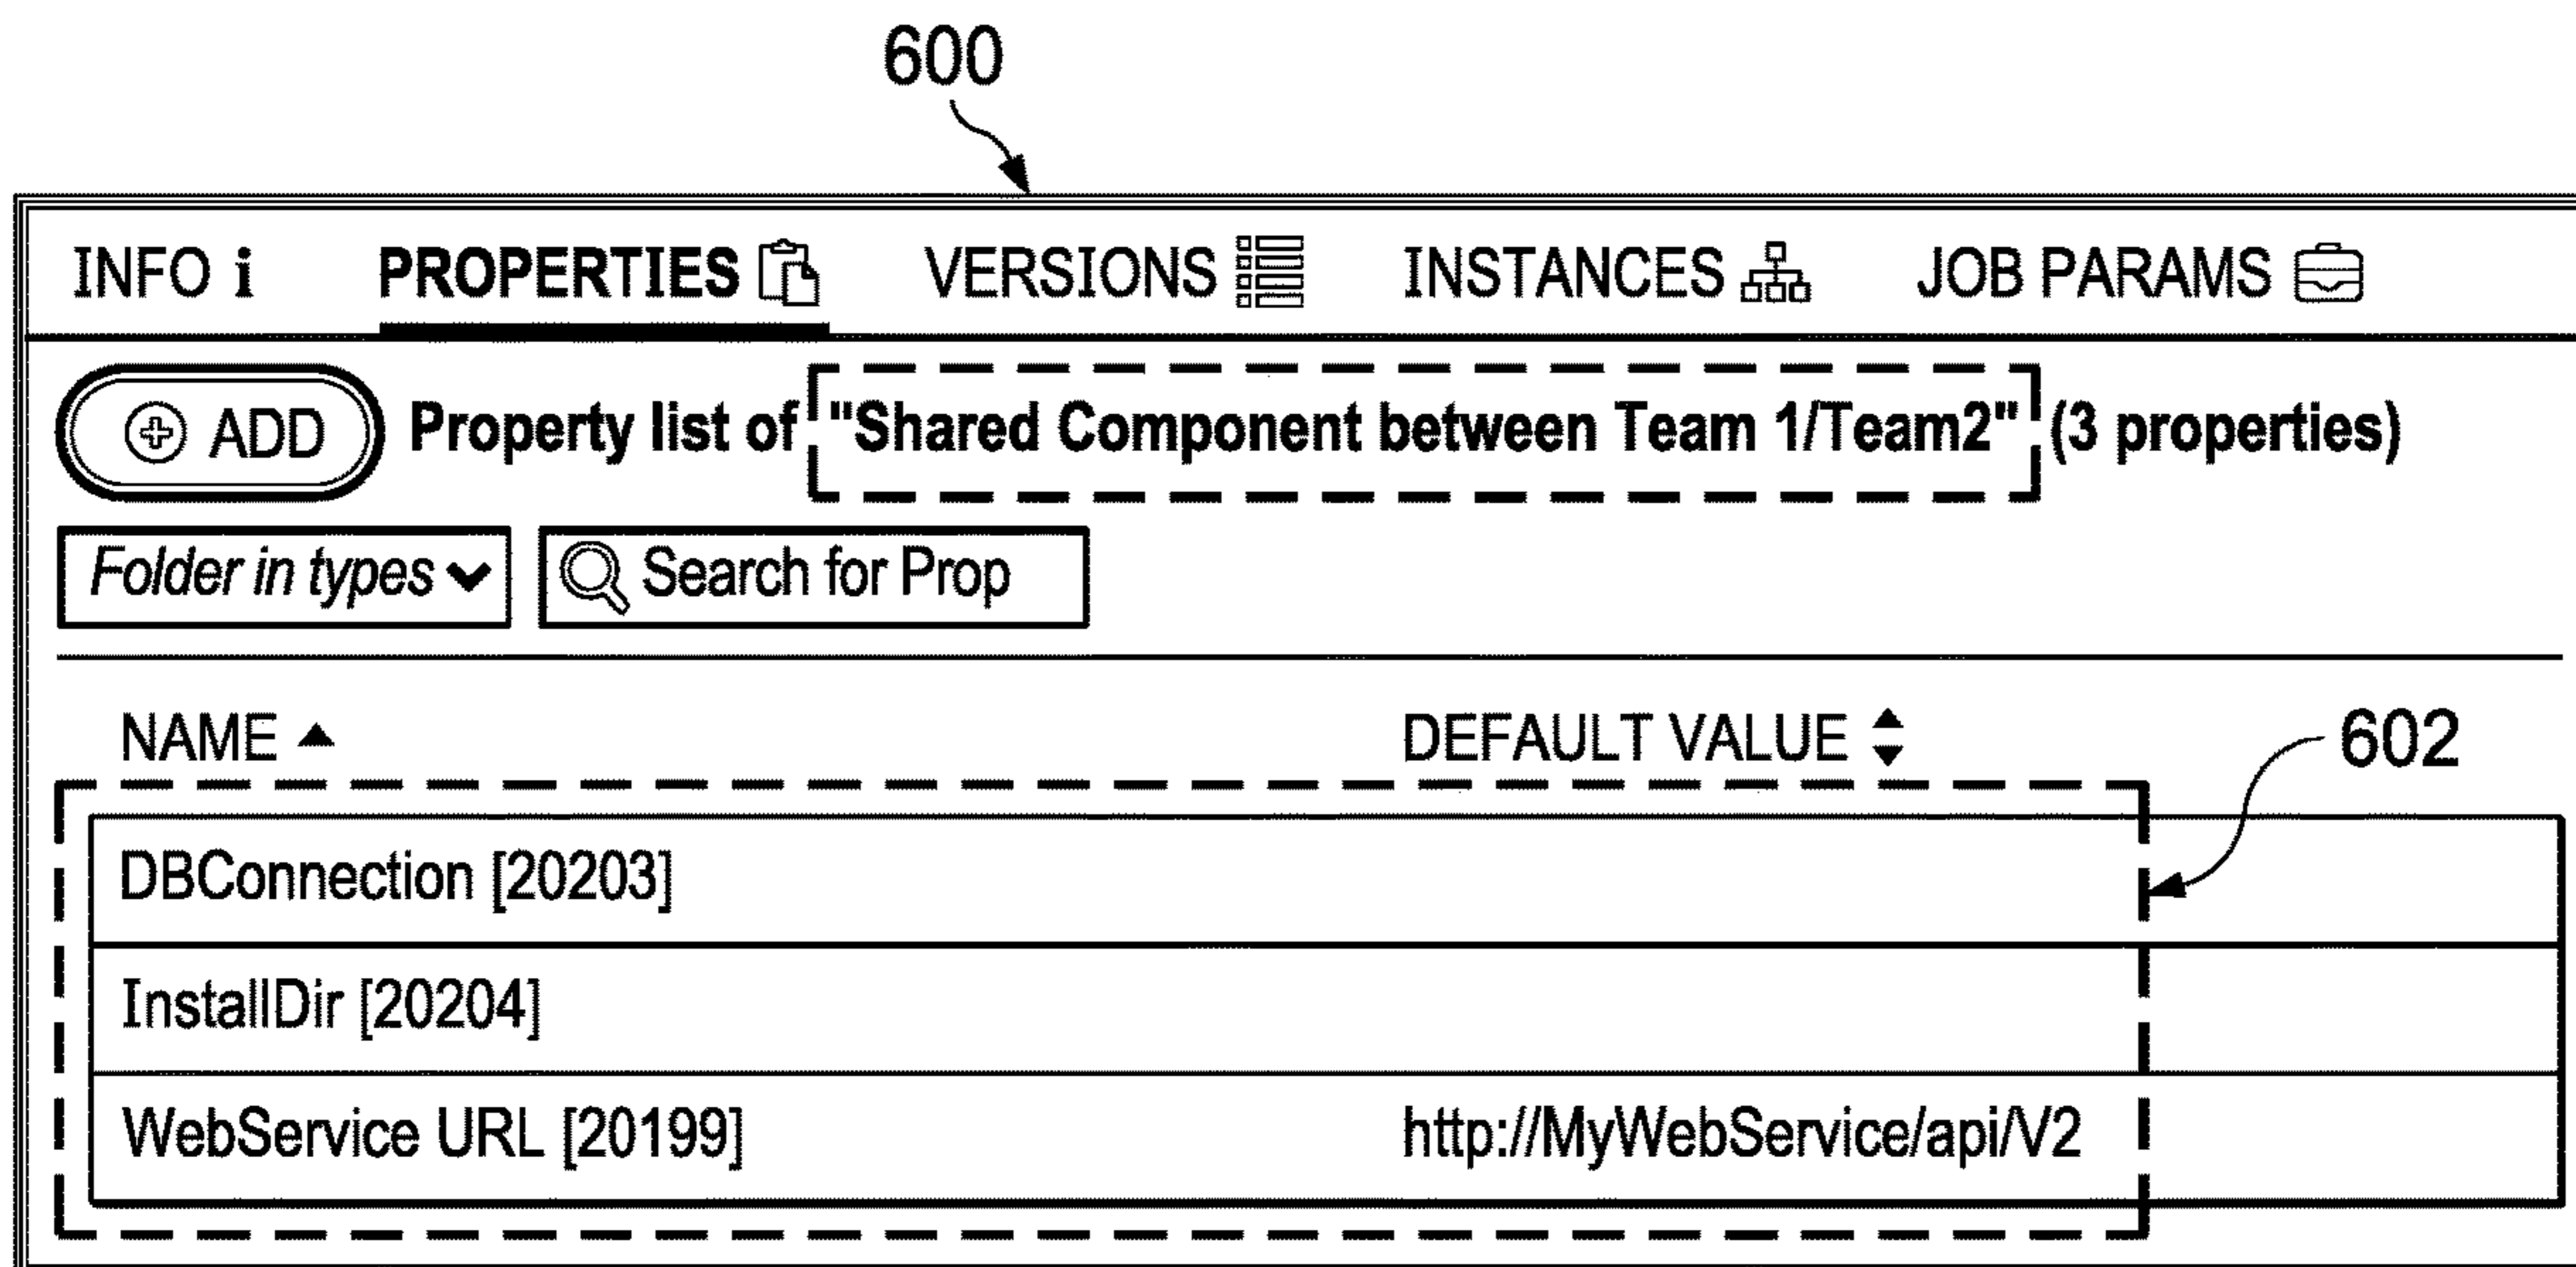 600
INFO i PROPERTIES VERSIONS INSTANCES JOB PARAMS
ADD Property list of "Shared Component between Team 1/Team2" (3 properties)
Folder in types Search for Prop
NAME DEFAULT VALUE 602
DBConnection [20203]
InstallDir [20204]
WebService URL [20199] http://MyWebService/api/V2